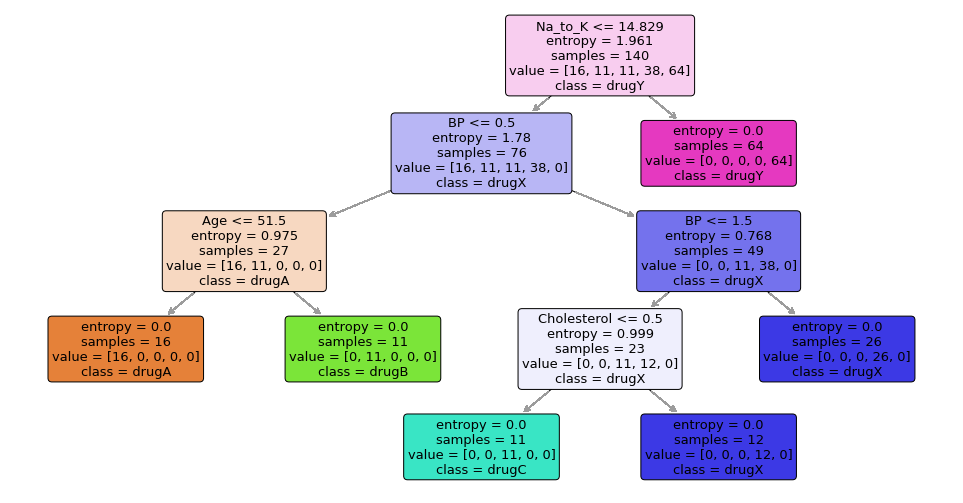 Na_to_K <= 14.829
entropy = 1.961
samples = 140
value = [16, 11, 11, 38, 64]
class = drugY
BP <= 0.5
entropy = 1.78
samples = 76
value = [16, 11, 11, 38, 0]
class = drugX
entropy = 0.0
samples = 64
value = [0, 0, 0, 0, 64]
class = drugY
Age <= 51.5
entropy = 0.975
samples = 27
value = [16, 11, 0, 0, 0]
class = drugA
BP <= 1.5
entropy = 0.768
samples = 49
value = [0, 0, 11, 38, 0]
class = drugX
entropy = 0.0
samples = 16
value = [16, 0, 0, 0, 0]
class = drugA
entropy = 0.0
samples = 11
value = [0, 11, 0, 0, 0]
class = drugB
Cholesterol <= 0.5
entropy = 0.999
samples = 23
value = [0, 0, 11, 12, 0]
class = drugX
entropy = 0.0
samples = 26
value = [0, 0, 0, 26, 0]
class = drugX
entropy = 0.0
samples = 11
value = [0, 0, 11, 0, 0]
class = drugC
entropy = 0.0
samples = 12
value = [0, 0, 0, 12, 0]
class = drugX